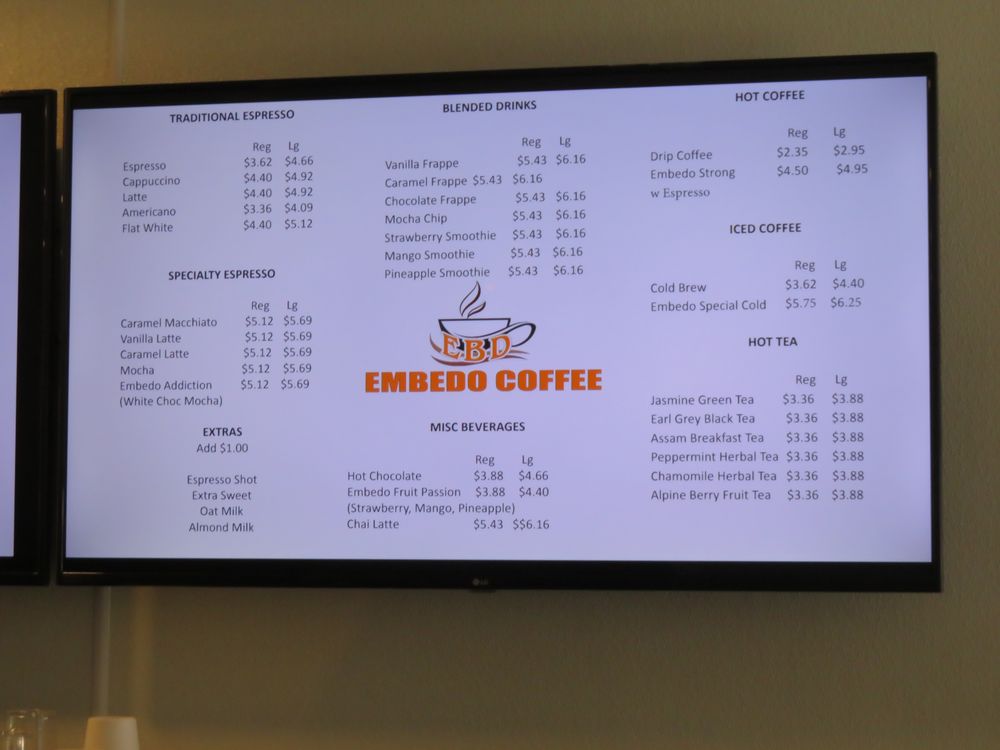 TRADITIONAL ESPRESSO
Reg Lg
Espresso $3.62 $4.66
Cappuccino $4.40 $4.92
Latte $4.40 $4.92
Americano $3.36 $4.09
Flat White $4.40 $5.12
SPECIALTY ESPRESSO
Reg Lg
Caramel Macchiato $5.12 $5.69
Vanilla Latte $5.12 $5.69
Caramel Latte $5.12 $5.69
Mocha $5.12 $5.69
Embedo Addiction $5.12 $5.69
(White Choc Mocha)
EXTRAS
Add $1.00
Espresso Shot
Extra Sweet
Oat Milk
Almond Milk
BLENDED DRINKS
Reg Lg
Vanilla Frappe $5.43 $6.16
Caramel Frappe $5.43 $6.16
Chocolate Frappe $5.43 $6.16
Mocha Chip $5.43 $6.16
Strawberry Smoothie $5.43 $6.16
Mango Smoothie $5.43 $6.16
Pineapple Smoothie $5.43 $6.16
E.B.D
EMBEDO COFFEE
MISC BEVERAGES
Reg Lg
Hot Chocolate $3.88 $4.66
Embedo Fruit Passion $3.88 $4.40
(Strawberry, Mango, Pineapple)
Chai Latte $5.43 $$6.16
HOT COFFEE
Reg Lg
Drip Coffee $2.35 $2.95
Embedo Strong $4.50 $4.95
w Espresso
ICED COFFEE
Reg Lg
Cold Brew $3.62 $4.40
Embedo Special Cold $5.75 $6.25
HOT TEA
Reg Lg
Jasmine Green Tea $3.36 $3.88
Earl Grey Black Tea $3.36 $3.88
Assam Breakfast Tea $3.36 $3.88
Peppermint Herbal Tea $3.36 $3.88
Chamomile Herbal Tea $3.36 $3.88
Alpine Berry Fruit Tea $3.36 $3.88
LG